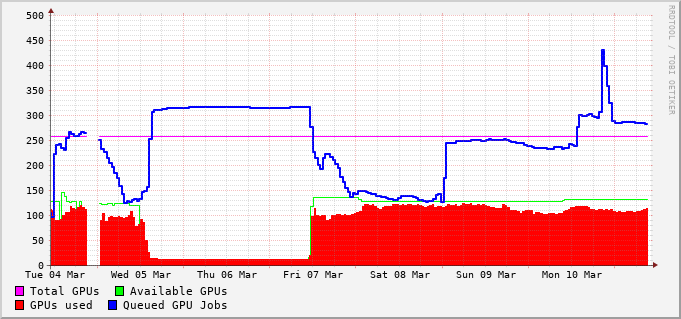 500
450
400
350
300
250
200
150
100
50
0
Tue 04 Mar Wed 05 Mar Thu 06 Mar Fri 07 Mar Sat 08 Mar Sun 09 Mar Mon 10 Mar
Total GPUs Available GPUs
GPUs used Queued GPU Jobs
RRDTOOL / TOBI OETIKER